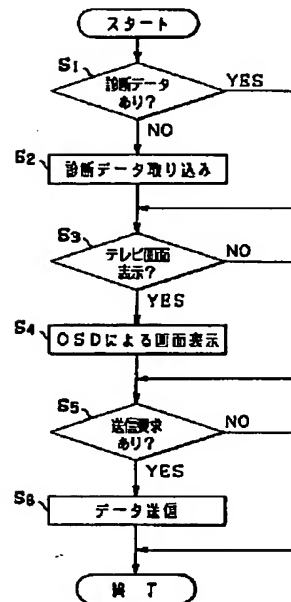 スタート
S1
診断データ
あり?
YES
NO
S2
診断データ取り込み
S3
テレビ画面
表示?
NO
YES
S4
OSDによる画面表示
S5
送信要求
あり?
NO
YES
S6
データ送信
終了